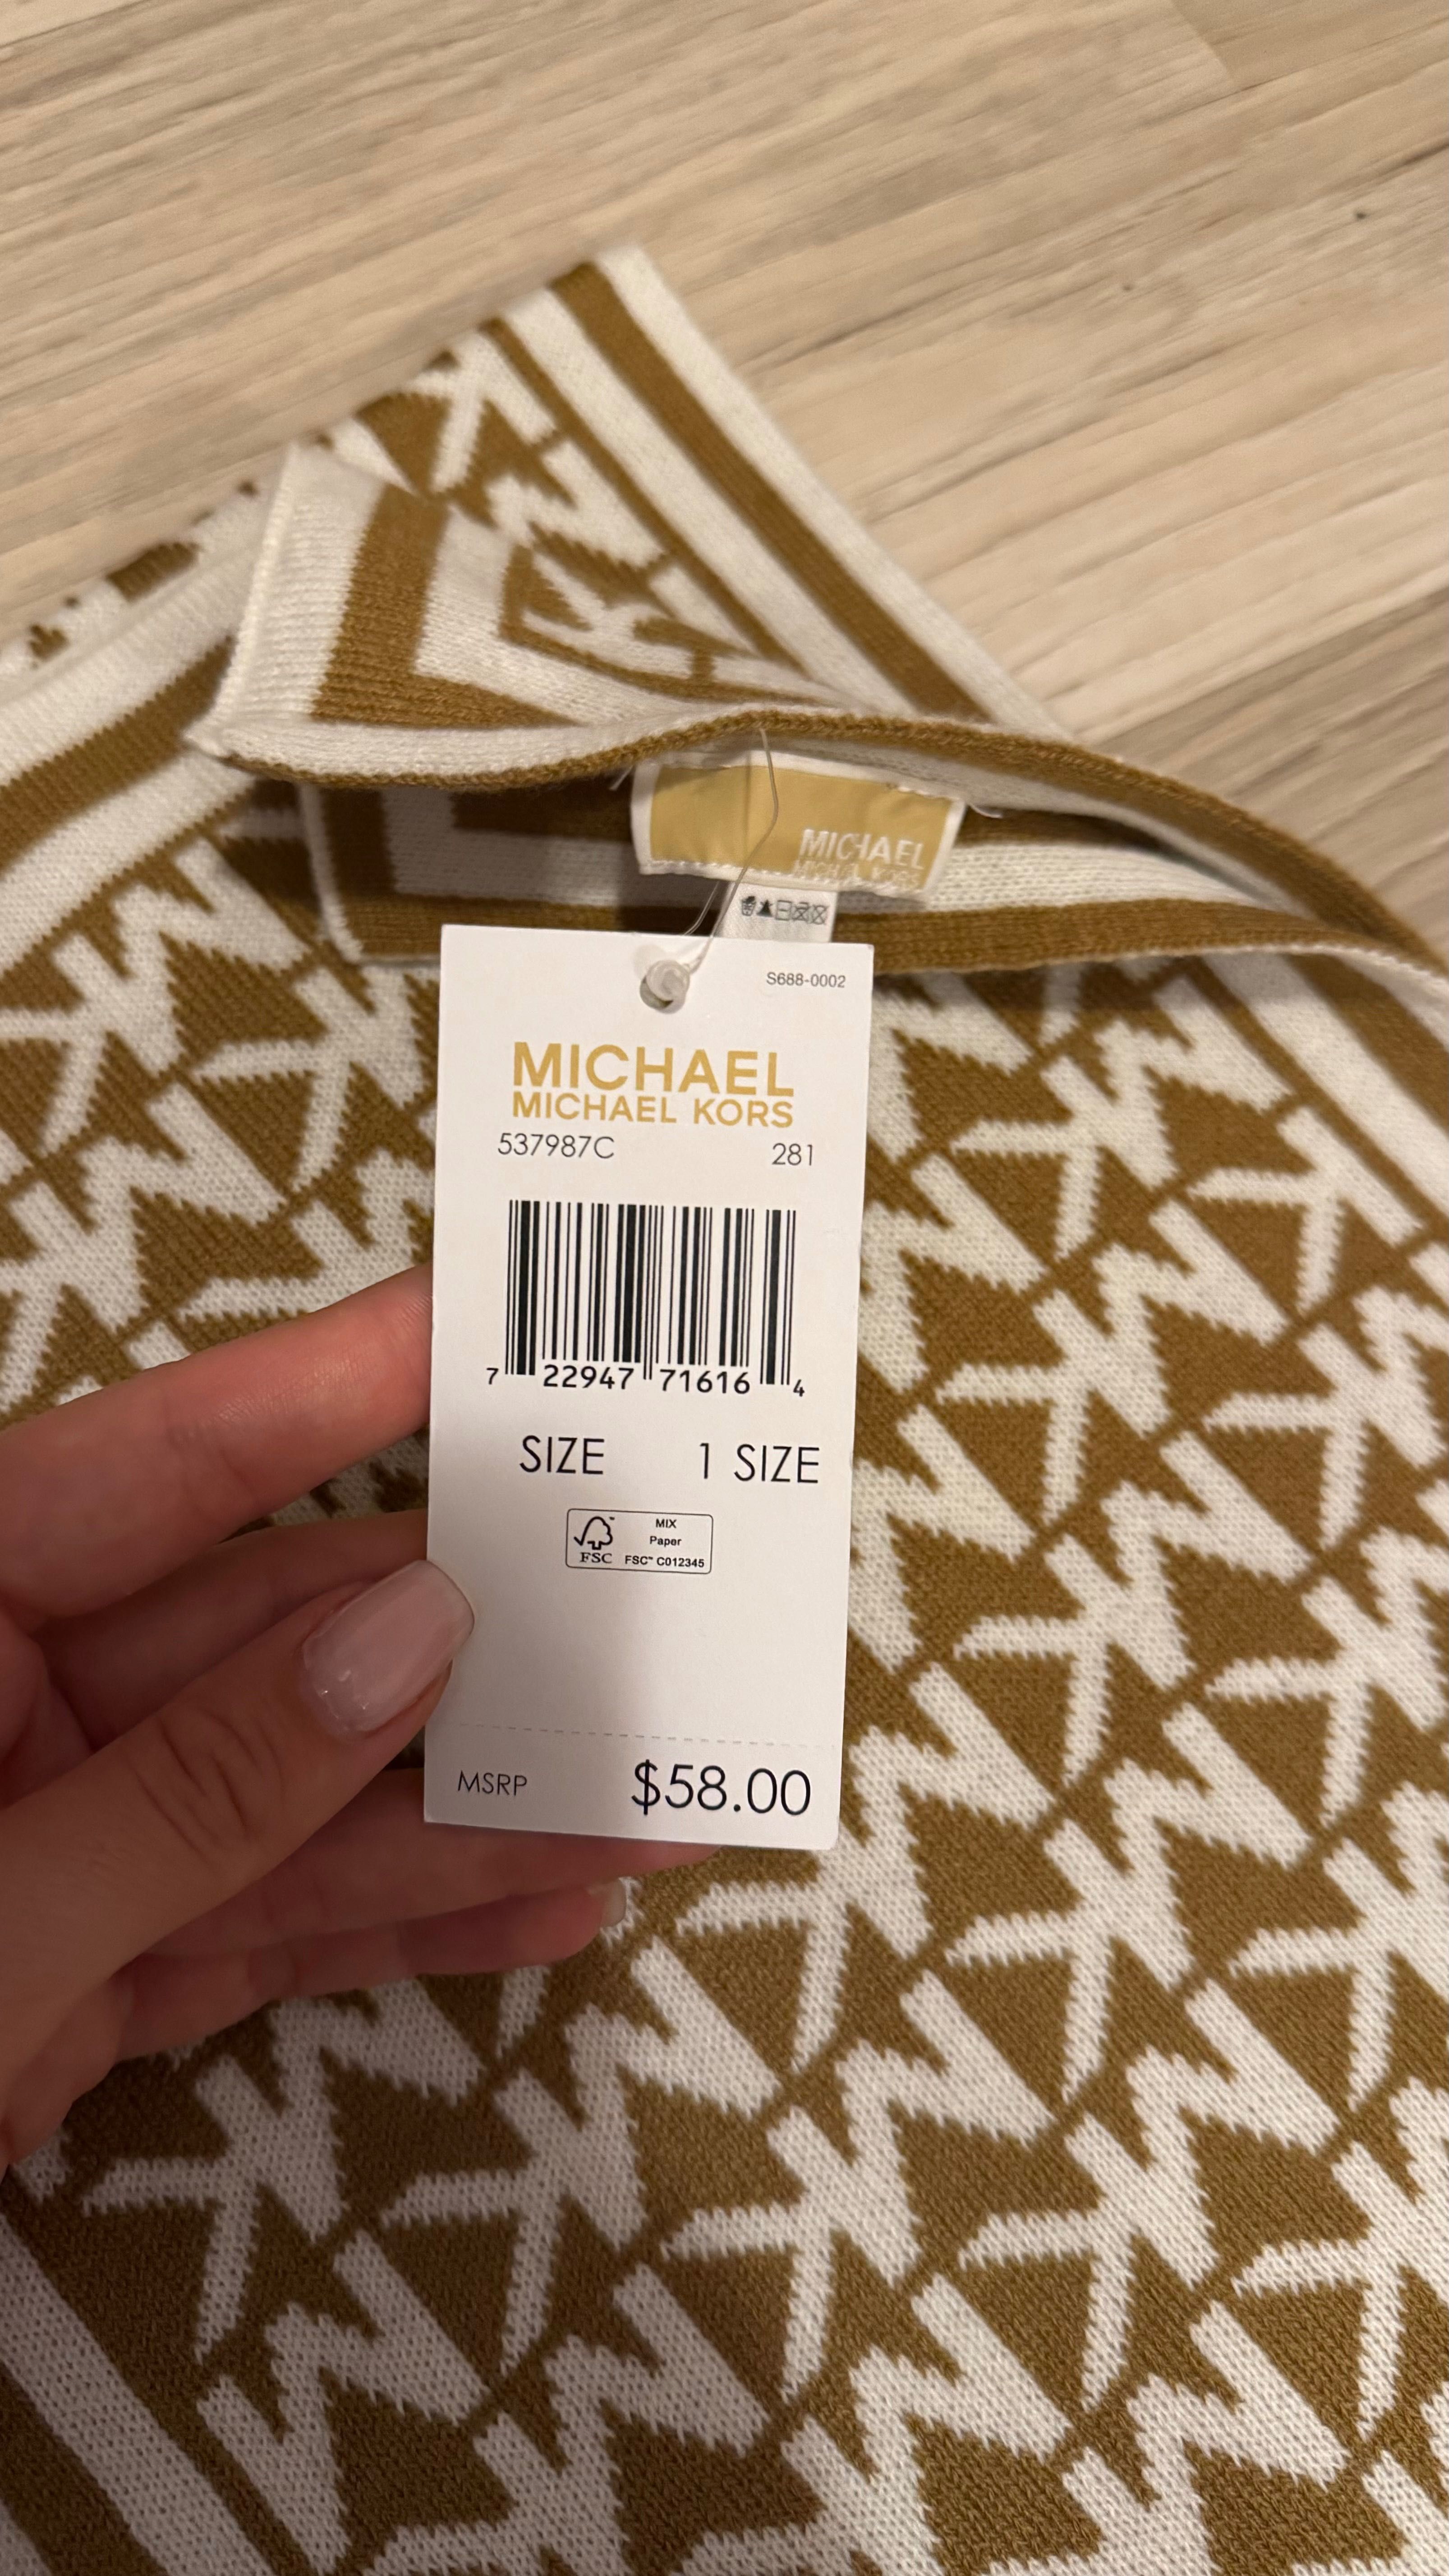 MICHAEL
MICHAEL KORS
S688-0002
MICHAEL
MICHAEL KORS
537987C 281
7 22947 71616 4
SIZE 1 SIZE
FSC
MIX
Paper
FSC™ C012345
MSRP $58.00